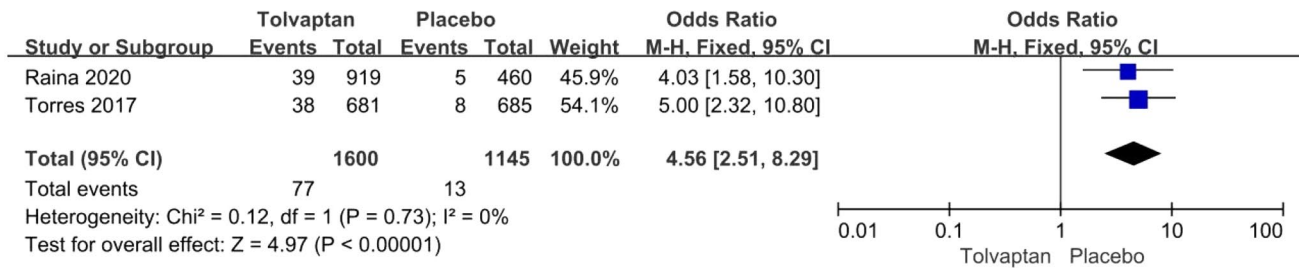 Tolvaptan Placebo Odds Ratio Odds Ratio
Study or Subgroup Events Total Events Total Weight M-H, Fixed, 95% CI M-H, Fixed, 95% CI
Raina 2020 39 919 5 460 45.9% 4.03 [1.58, 10.30]
Torres 2017 38 681 8 685 54.1% 5.00 [2.32, 10.80]
Total (95% CI) 1600 1145 100.0% 4.56 [2.51, 8.29]
Total events 77 13
Heterogeneity: Chi² = 0.12, df = 1 (P = 0.73); I² = 0%
Test for overall effect: Z = 4.97 (P < 0.00001)
0.01 0.1 1 10 100
Tolvaptan Placebo